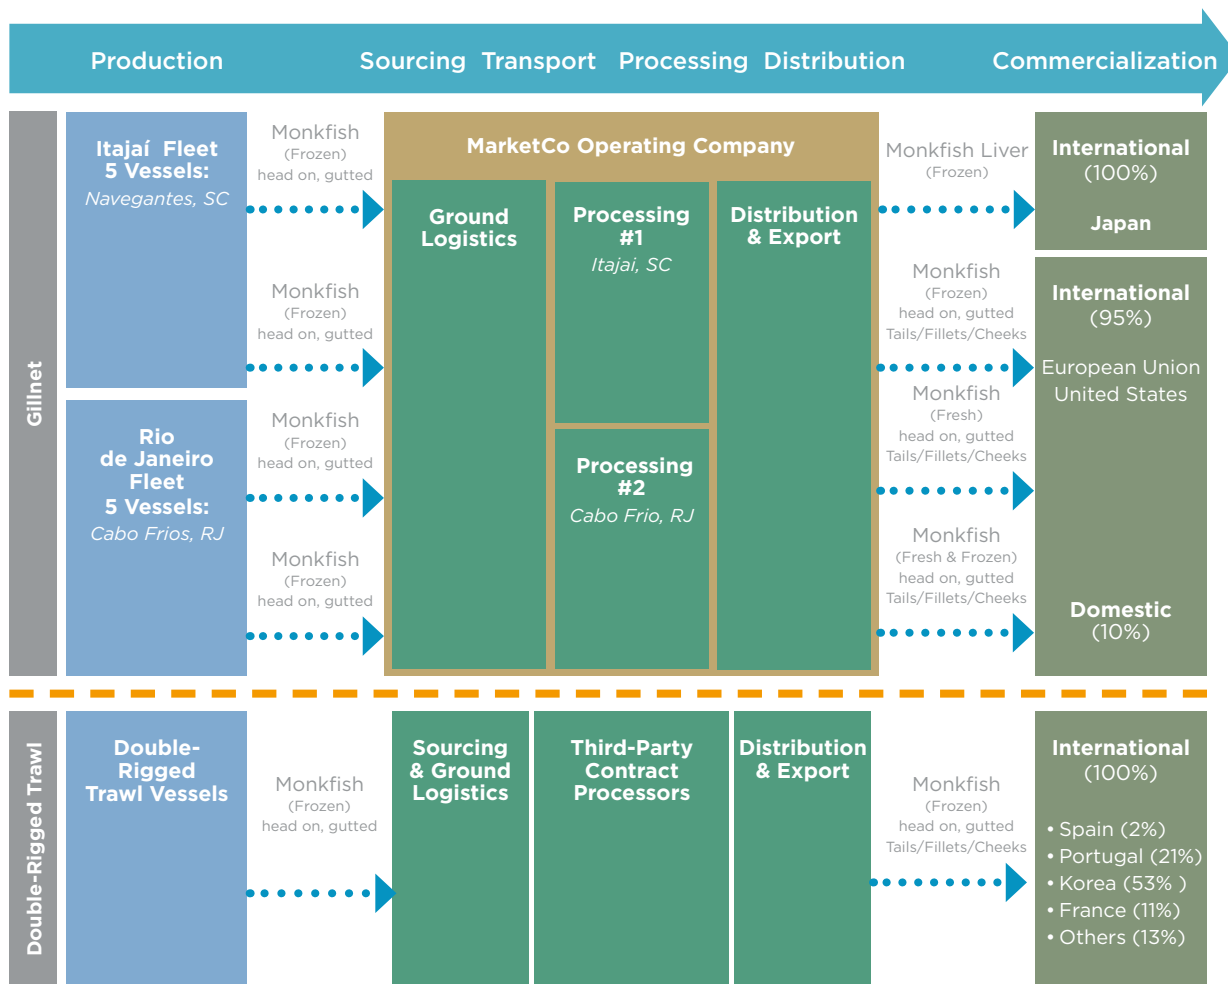 Production
Sourcing Transport Processing Distribution
Commercialization
Gillnet
Itajaí Fleet
5 Vessels:
Navegantes, SC
Monkfish
(Frozen)
head on, gutted
Monkfish
(Frozen)
head on, gutted
Rio
de Janeiro
Fleet
5 Vessels:
Cabo Frios, RJ
Monkfish
(Frozen)
head on, gutted
Monkfish
(Frozen)
head on, gutted
MarketCo Operating Company
Ground
Logistics
Processing
#1
Itajai, SC
Processing
#2
Cabo Frio, RJ
Distribution
& Export
Monkfish Liver
(Frozen)
International
(100%)
Japan
Monkfish
(Frozen)
head on, gutted
Tails/Fillets/Cheeks
Monkfish
(Fresh)
head on, gutted
Tails/Fillets/Cheeks
International
(95%)
European Union
United States
Monkfish
(Fresh & Frozen)
head on, gutted
Tails/Fillets/Cheeks
Domestic
(10%)
Double-Rigged Trawl
Double-
Rigged
Trawl Vessels
Monkfish
(Frozen)
head on, gutted
Sourcing
& Ground
Logistics
Third-Party
Contract
Processors
Distribution
& Export
Monkfish
(Frozen)
head on, gutted
Tails/Fillets/Cheeks
International
(100%)
• Spain (2%)
• Portugal (21%)
• Korea (53% )
• France (11%)
• Others (13%)